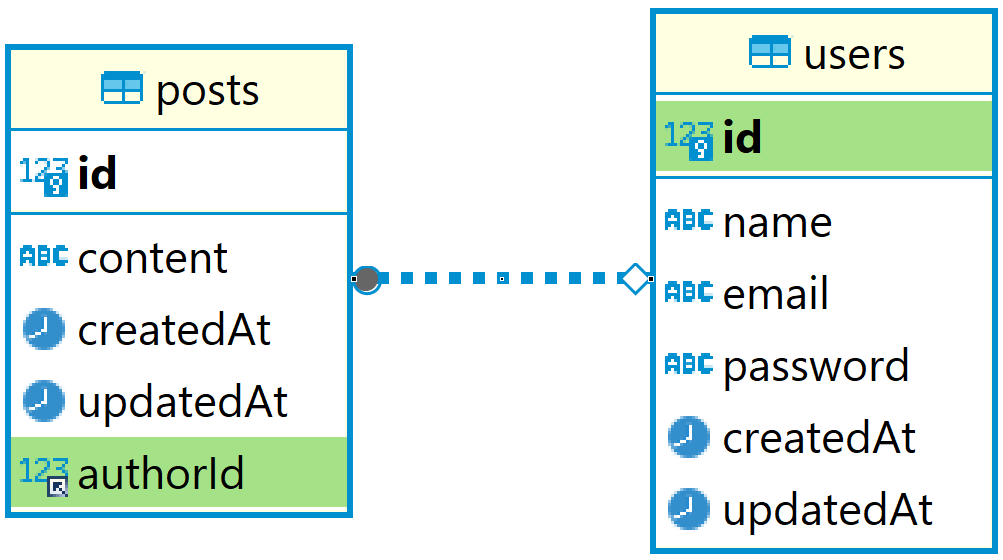 posts
123 id
ABC content
createdAt
updatedAt
123 authorId
users
123 id
ABC name
ABC email
ABC password
createdAt
updatedAt